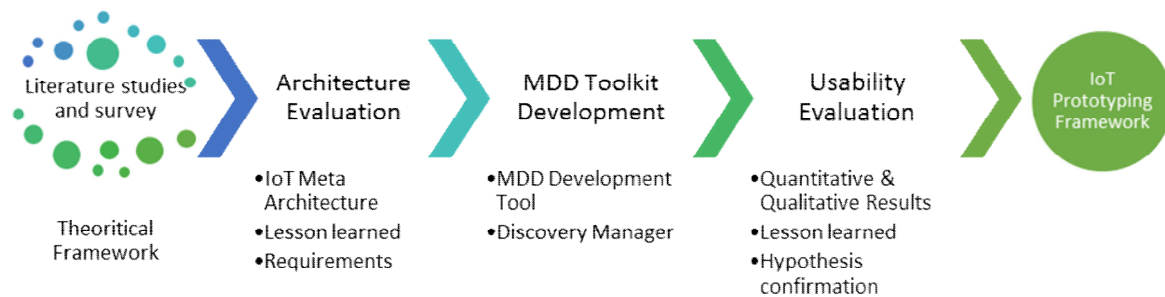 Literature studies
and survey
Theoritical
Framework
Architecture
Evaluation
•IoT Meta
Architecture
•Lesson learned
•Requirements
MDD Toolkit
Development
•MDD Development
Tool
•Discovery Manager
Usability
Evaluation
•Quantitative &
Qualitative Results
•Lesson learned
•Hypothesis
confirmation
IoT
Prototyping
Framework